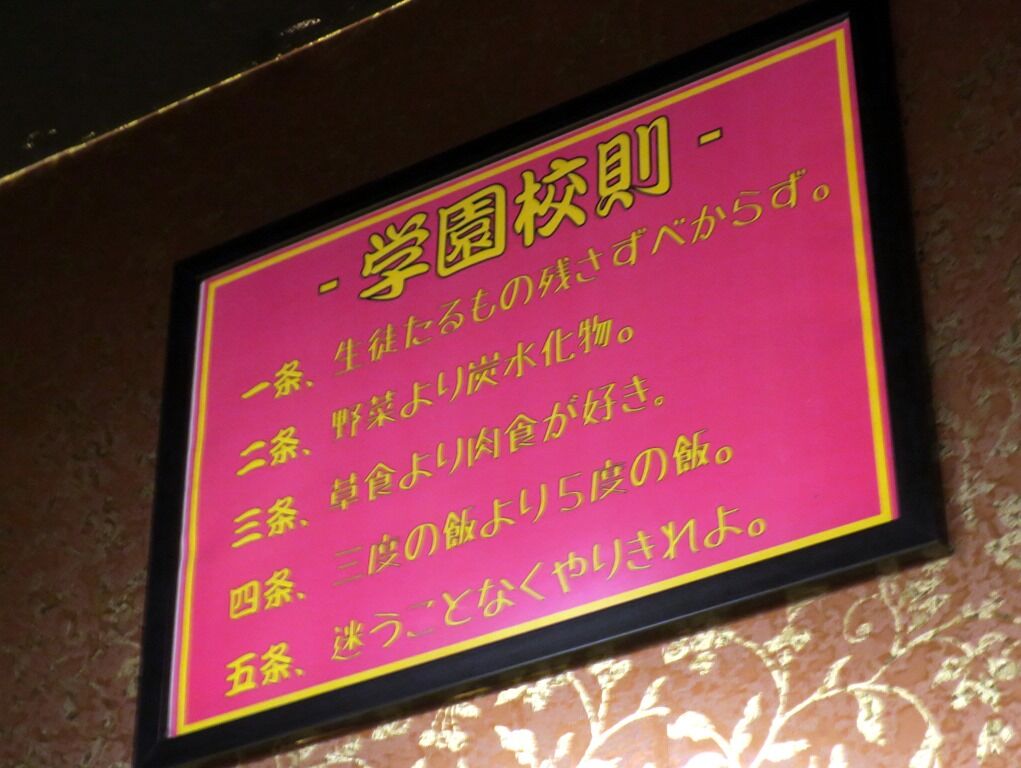 - 学園校則 -
一条、生徒たるもの残さずべからず。
二条、野菜より炭水化物。
三条、草食より肉食が好き。
四条、三度の飯より5度の飯。
五条、迷うことなくやりきれよ。